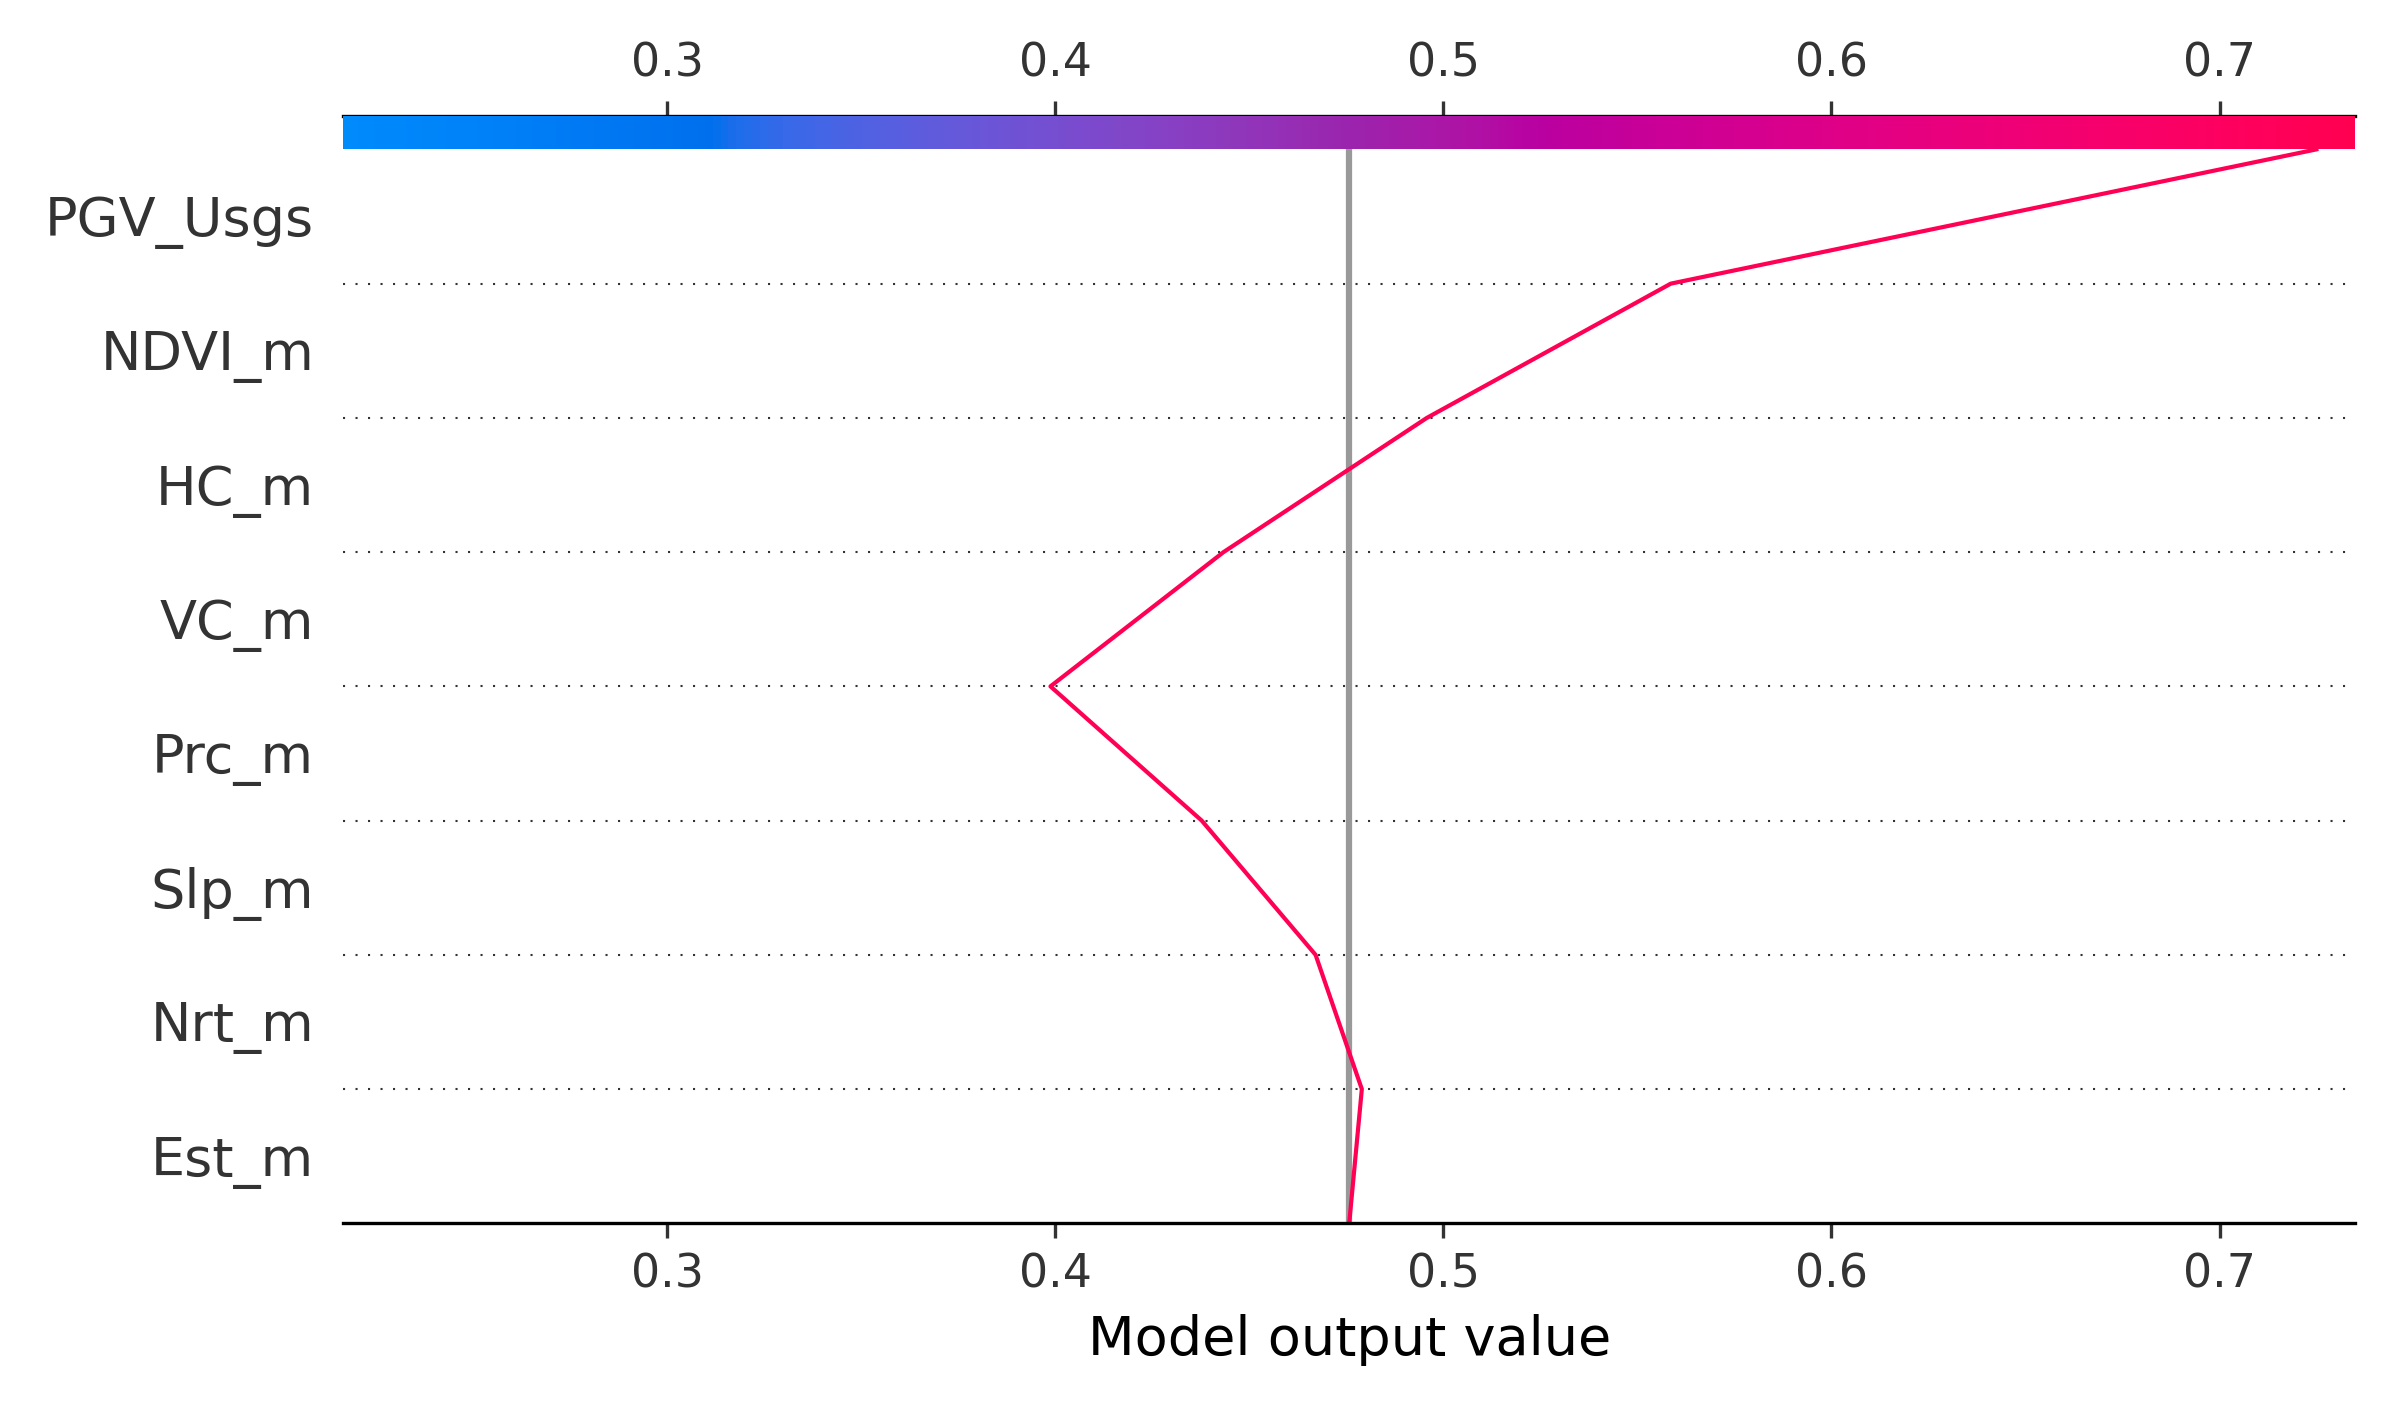 0.3 0.4 0.5 0.6 0.7
PGV_Usgs
NDVI_m
HC_m
VC_m
Prc_m
Slp_m
Nrt_m
Est_m
0.3 0.4 0.5 0.6 0.7
Model output value